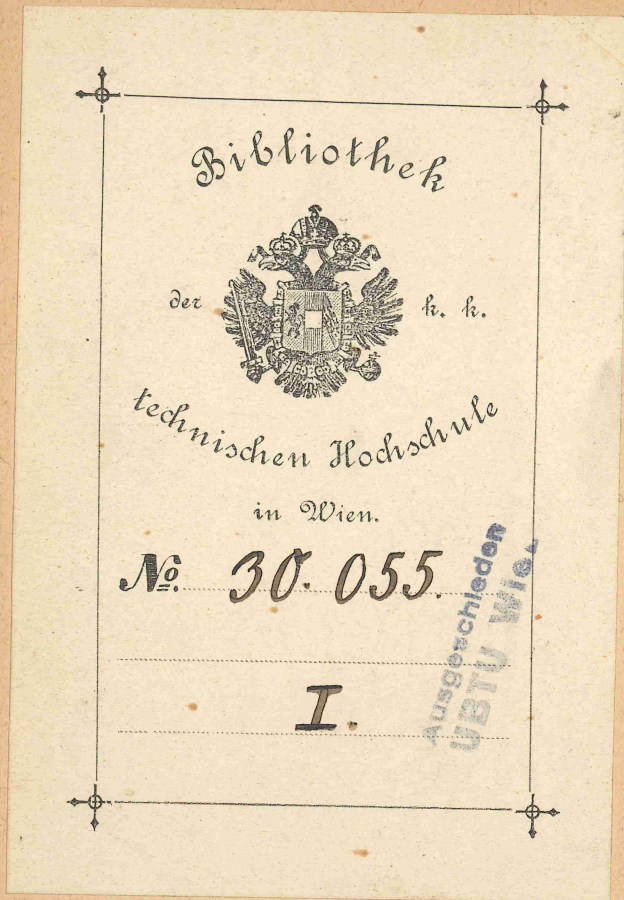 Bibliothek
der k. k.
technischen Hochschule
in Wien.
No. 30.055.
I.
Ausgeschieden
UBTU Wien